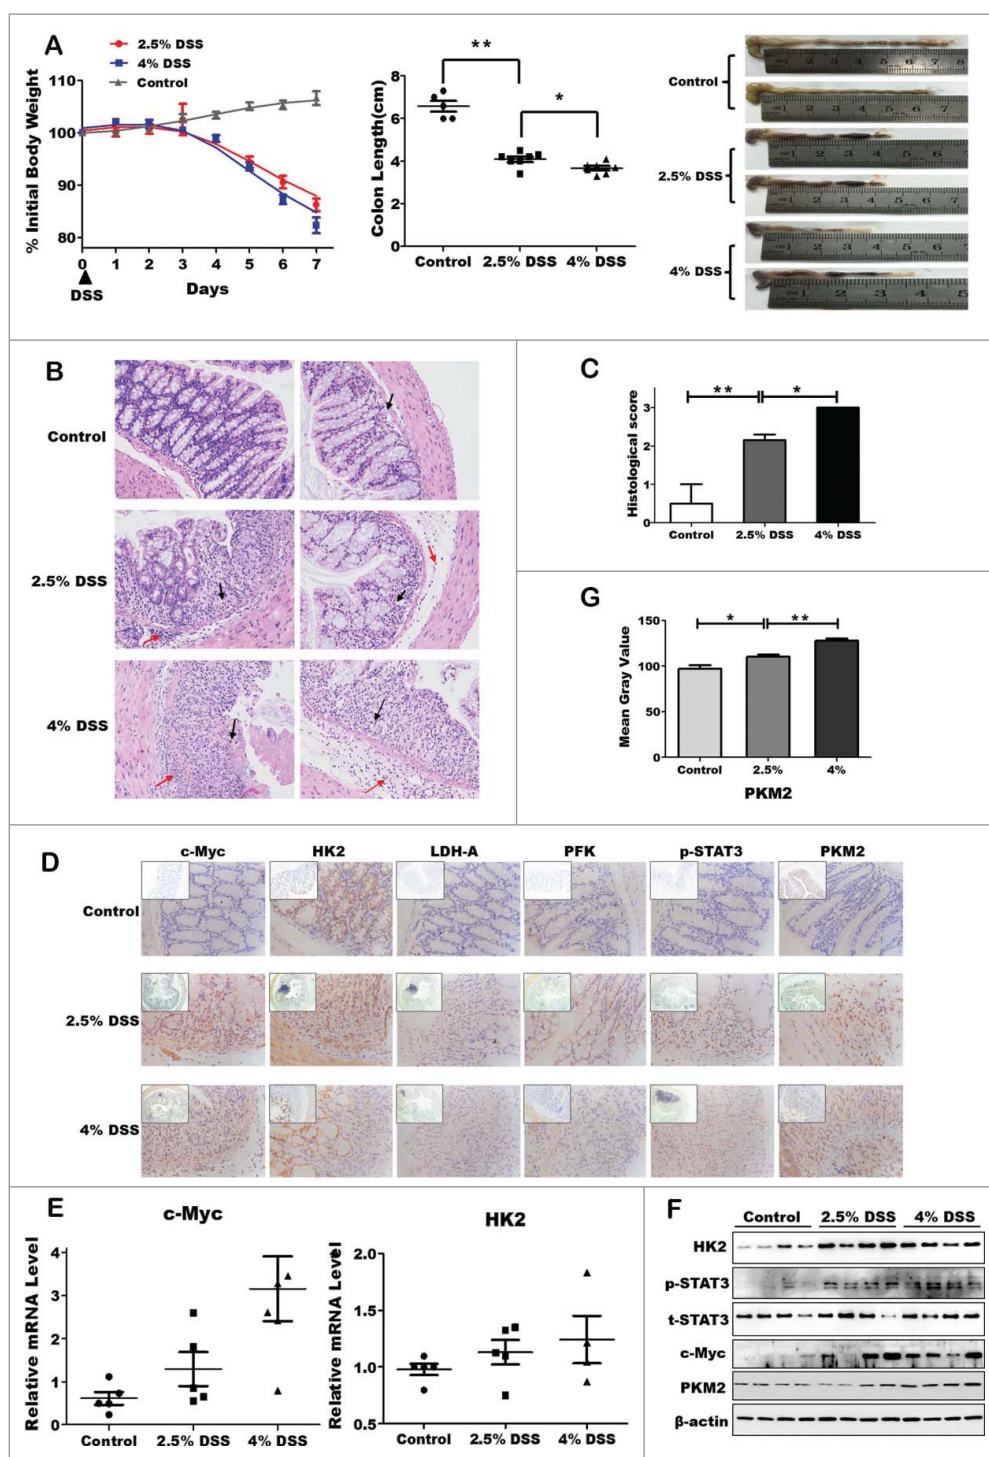 A
2.5% DSS
4% DSS
Control
% Initial Body Weight
110
100
90
80
0 1 2 3 4 5 6 7
DSS
Days
Colon Length(cm)
8
6
4
2
0
**
*
Control 2.5% DSS 4% DSS
Control
2.5% DSS
4% DSS
B
Control
2.5% DSS
4% DSS
C
Histological score
3
2
1
0
** *
Control 2.5% DSS 4% DSS
G
Mean Gray Value
150
100
50
0
* **
Control 2.5% 4%
PKM2
D
c-Myc HK2 LDH-A PFK p-STAT3 PKM2
Control
2.5% DSS
4% DSS
E
c-Myc
Relative mRNA Level
4
3
2
1
0
Control 2.5% DSS 4% DSS
HK2
Relative mRNA Level
2.0
1.5
1.0
0.5
Control 2.5% DSS 4% DSS
F
Control 2.5% DSS 4% DSS
HK2
p-STAT3
t-STAT3
c-Myc
PKM2
β-actin